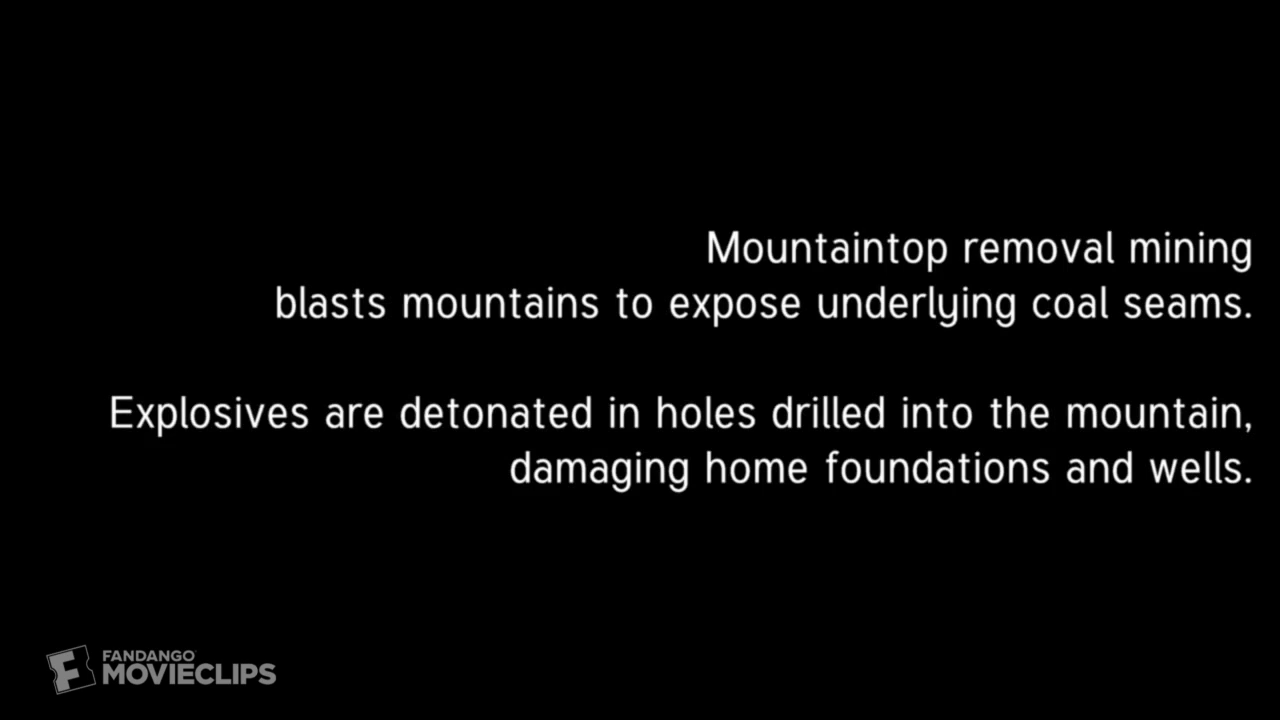 Mountaintop removal mining
blasts mountains to expose underlying coal seams.
Explosives are detonated in holes drilled into the mountain,
damaging home foundations and wells.
FANDANGO
MOVIECLIPS